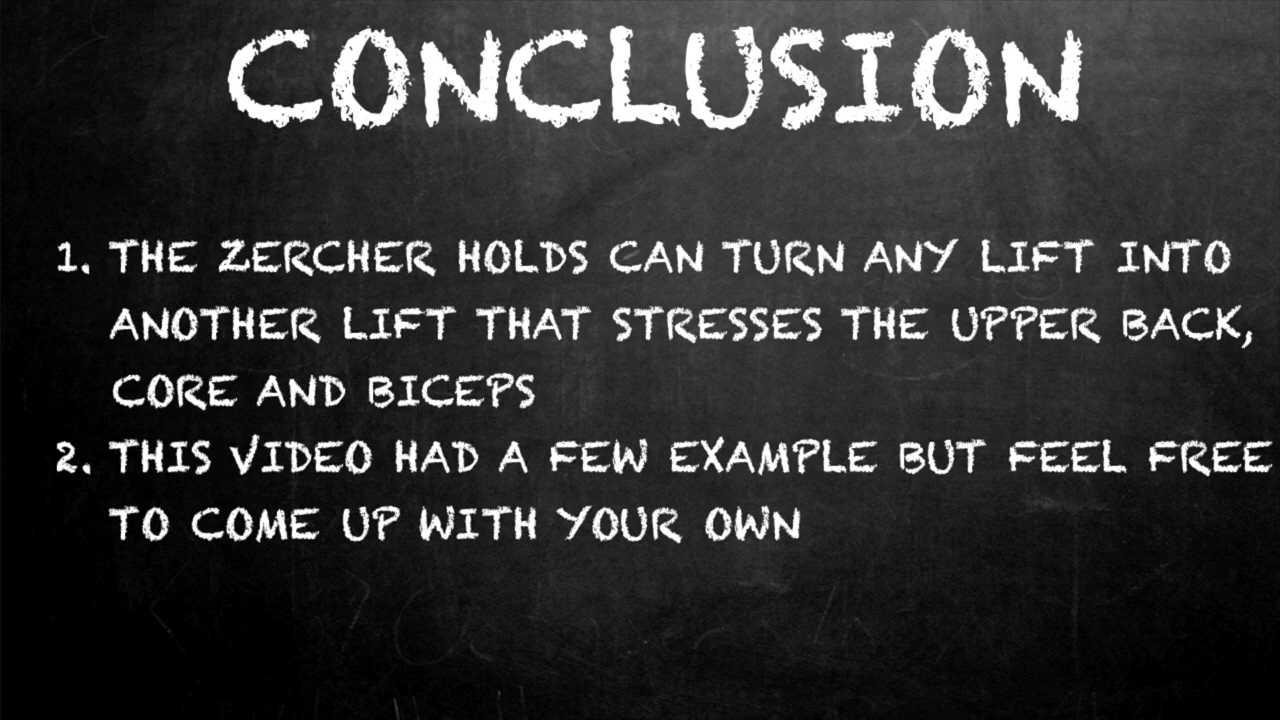 CONCLUSION
1. THE ZERCHER HOLDS CAN TURN ANY LIFT INTO
ANOTHER LIFT THAT STRESSES THE UPPER BACK,
CORE AND BICEPS
2. THIS VIDEO HAD A FEW EXAMPLE BUT FEEL FREE
TO COME UP WITH YOUR OWN